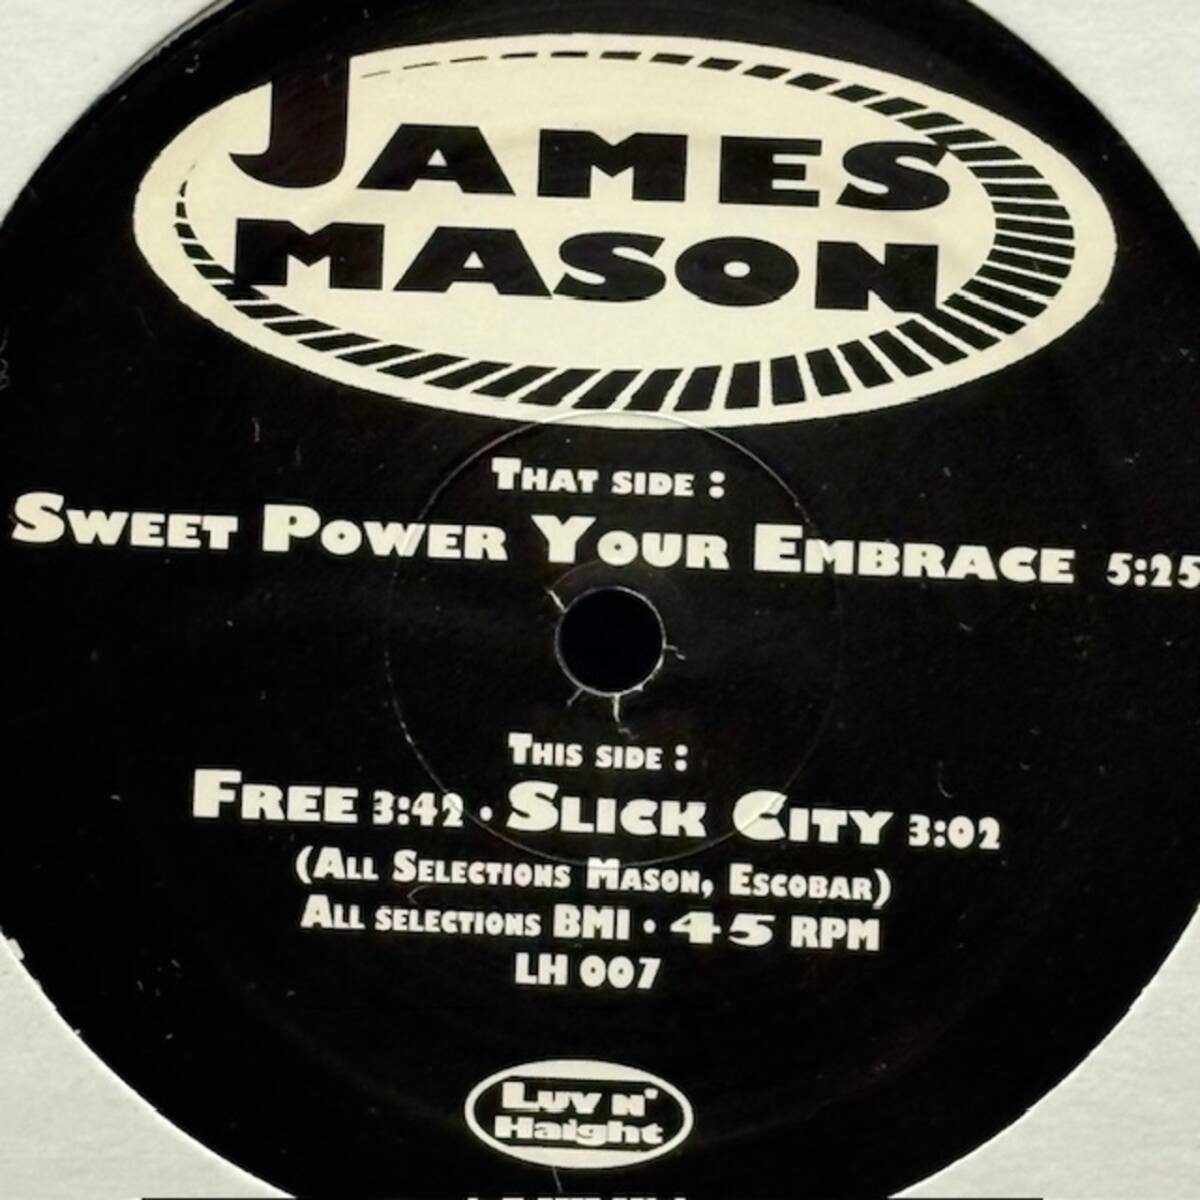 James
Mason
That side :
Sweet Power Your Embrace 5:25
This side :
Free 3:42 · Slick City 3:02
(All Selections Mason, Escobar)
All selections BMI · 45 RPM
LH 007
Luv n'
Haight